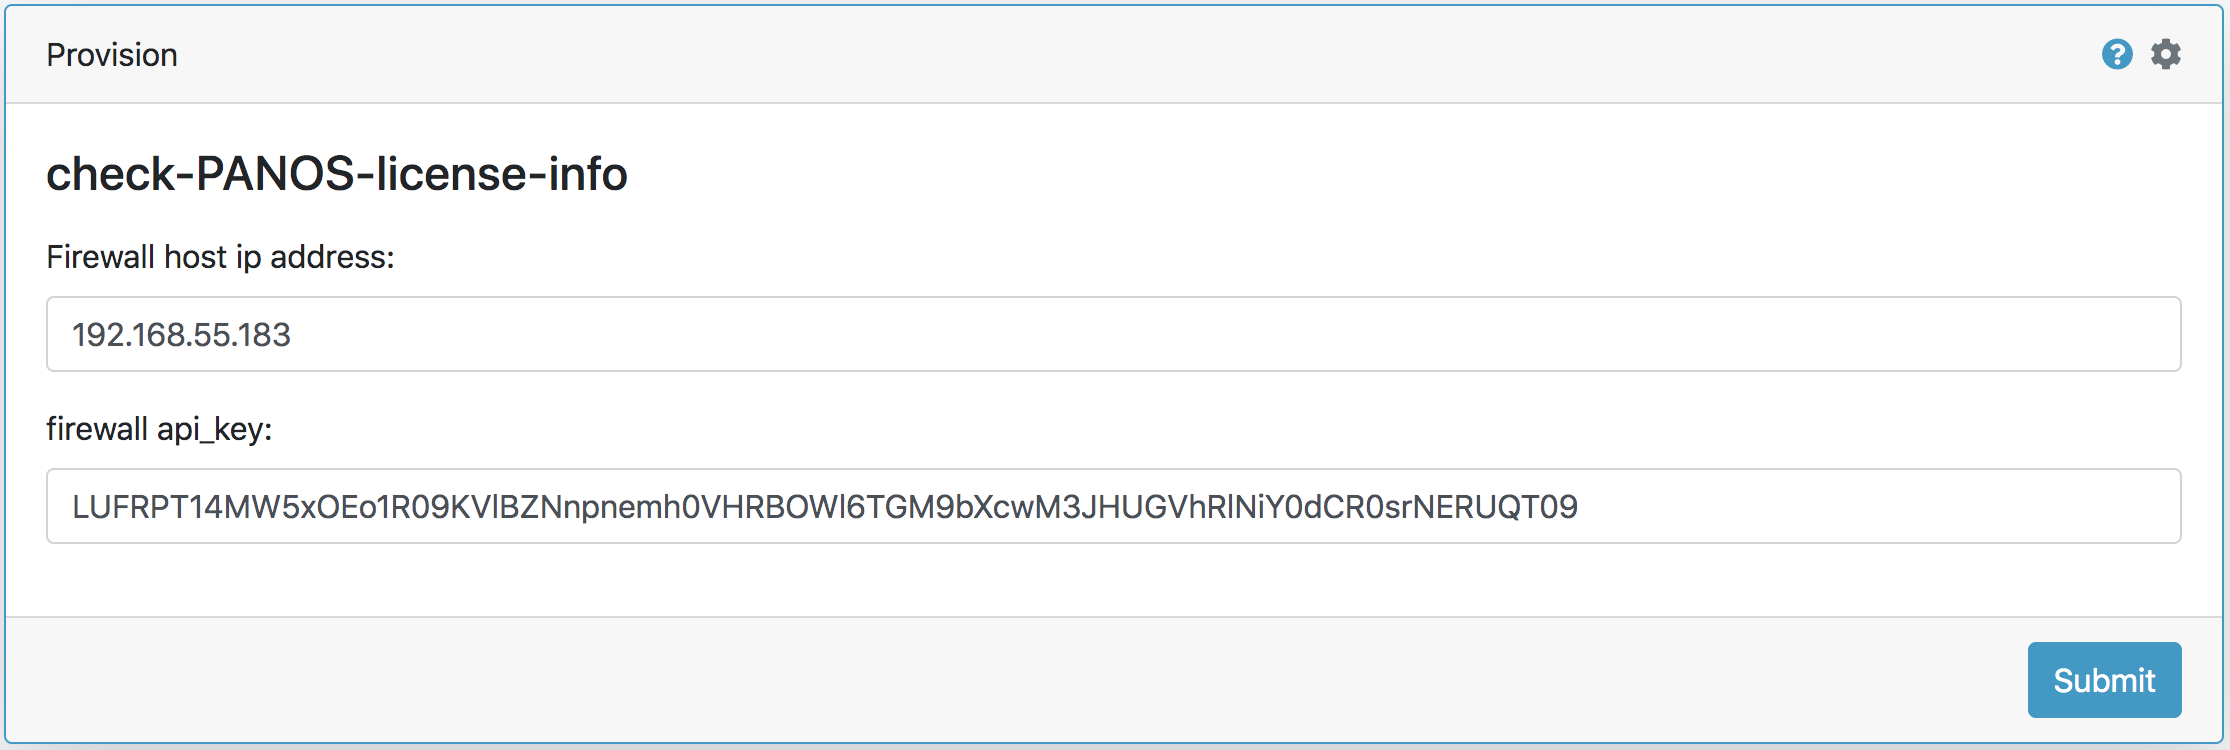 Provision
check-PANOS-license-info
Firewall host ip address:
192.168.55.183
firewall api_key:
LUFRPT14MW5xOEo1R09KVlBZNnpnemh0VHRBOWl6TGM9bXcwM3JHUGVhRlNiY0dCR0srNERUQT09
Submit